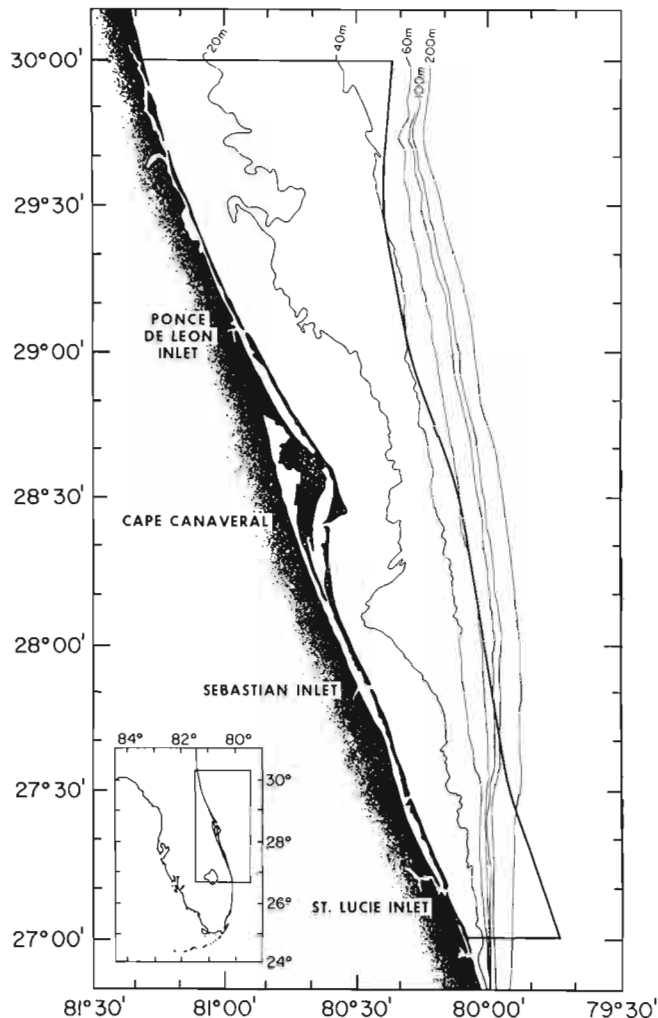 20m
40m
60m
200m
100m
30°00'
29°30'
29°00'
28°30'
28°00'
27°30'
27°00'
PONCE
DE LEON
INLET
CAPE CANAVERAL
SEBASTIAN INLET
ST. LUCIE INLET
84°
82°
80°
30°
28°
26°
24°
81°30'
81°00'
80°30'
80°00'
79°30'